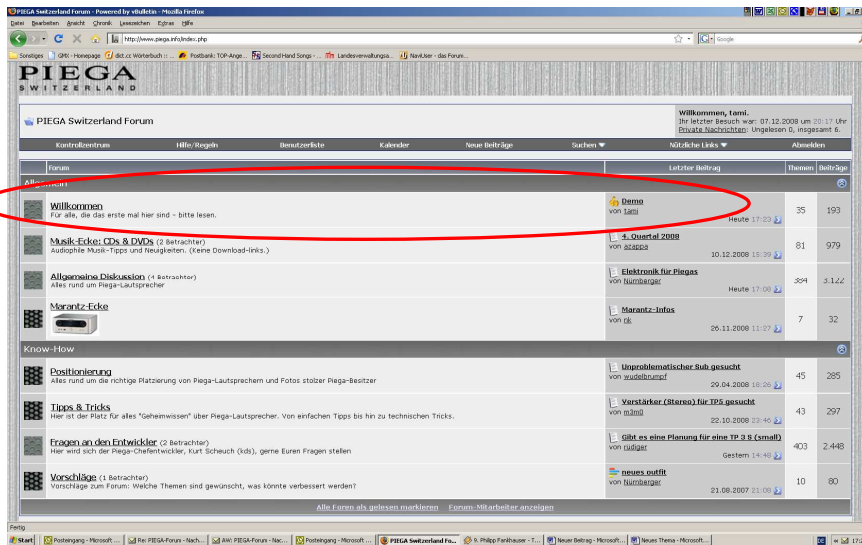 PIEGA Switzerland Forum - Powered by vBulletin - Mozilla Firefox
Datei Bearbeiten Ansicht Chronik Lesezeichen Extras Hilfe
http://www.piega.info/index.php
Google
Sonstiges GMX - Homepage dict.cc Wörterbuch :: ... Postbank: TOP-Ange... Second Hand Songs - ... Landesverwaltungsa... NaviUser - das Forum...
PIEGA
SWITZERLAND
PIEGA Switzerland Forum
Willkommen, tami.
Ihr letzter Besuch war: 07.12.2008 um 20:17 Uhr
Private Nachrichten: Ungelesen 0, insgesamt 6.
Kontrollzentrum Hilfe/Regeln Benutzerliste Kalender Neue Beiträge Suchen Nützliche Links Abmelden
Forum Letzter Beitrag Themen Beiträge
Allgemein
Willkommen
Für alle, die das erste mal hier sind - bitte lesen.
Demo
von tami
Heute 17:23
35 193
Musik-Ecke: CDs & DVDs (2 Betrachter)
Audiophile Musik-Tipps und Neuigkeiten. (Keine Download-links.)
4. Quartal 2008
von azappa
10.12.2008 15:39
81 979
Allgemeine Diskussion (4 Betrachter)
Alles rund um Piega-Lautsprecher
Elektronik für Piegas
von Nürnberger
Heute 17:08
384 3.122
Marantz-Ecke
Marantz-Infos
von nk
26.11.2008 11:27
7 32
Know-How
Positionierung
Alles rund um die richtige Platzierung von Piega-Lautsprechern und Fotos stolzer Piega-Besitzer
Unproblematischer Sub gesucht
von wudelbrumpf
29.04.2008 18:26
45 285
Tipps & Tricks
Hier ist der Platz für alles "Geheimwissen" über Piega-Lautsprecher. Von einfachen Tipps bis hin zu technischen Tricks.
Verstärker (Stereo) für TP5 gesucht
von m3m0
22.10.2008 23:46
43 297
Fragen an den Entwickler (2 Betrachter)
Hier wird sich der Piega-Chefentwickler, Kurt Scheuch (kds), gerne Euren Fragen stellen
Gibt es eine Planung für eine TP 3 S (small)
von rüdiger
Gestern 14:48
403 2.448
Vorschläge (1 Betrachter)
Vorschläge zum Forum: Welche Themen sind gewünscht, was könnte verbessert werden?
neues outfit
von Nürnberger
21.08.2007 21:08
10 80
Alle Foren als gelesen markieren Forum-Mitarbeiter anzeigen
Fertig
Start Posteingang - Microsoft ... Re: PIEGA-Forum - Nach... AW: PIEGA-Forum - Nac... Posteingang - Microsoft ... PIEGA Switzerland Fo... 9. Philipp Fankhauser - T... Neuer Beitrag - Microsof... Neues Thema - Microsoft... DE